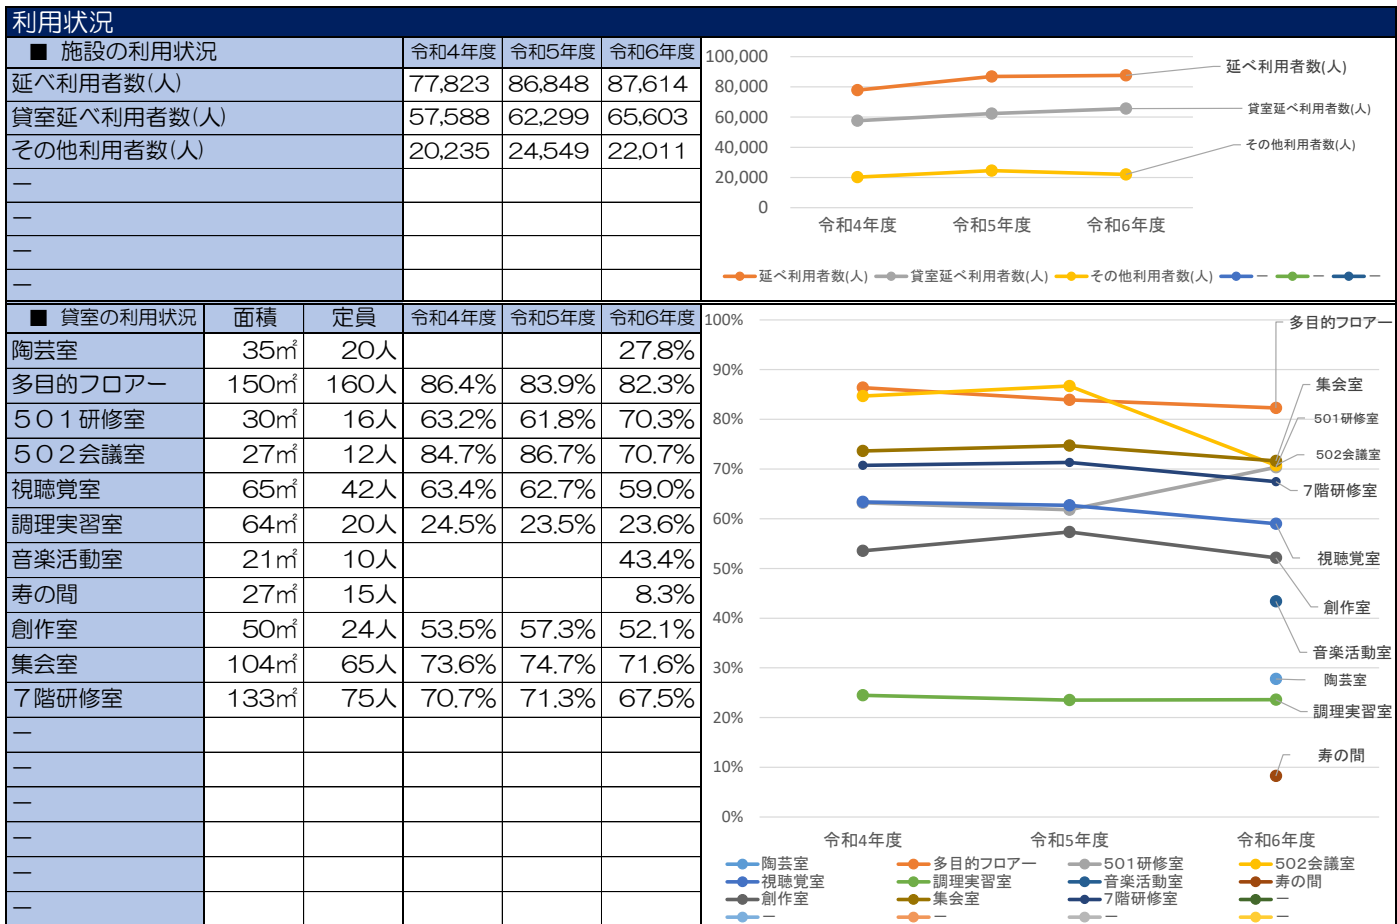 利用状況
■ 施設の利用状況 令和4年度 令和5年度 令和6年度
延べ利用者数(人) 77,823 86,848 87,614
貸室延べ利用者数(人) 57,588 62,299 65,603
その他利用者数(人) 20,235 24,549 22,011
ー
ー
ー
ー
100,000
80,000
60,000
40,000
20,000
0
令和4年度 令和5年度 令和6年度
延べ利用者数(人)
貸室延べ利用者数(人)
その他利用者数(人)
延べ利用者数(人) 貸室延べ利用者数(人) その他利用者数(人) ー ー ー
■ 貸室の利用状況 面積 定員 令和4年度 令和5年度 令和6年度
陶芸室 35㎡ 20人 27.8%
多目的フロアー 150㎡ 160人 86.4% 83.9% 82.3%
501研修室 30㎡ 16人 63.2% 61.8% 70.3%
502会議室 27㎡ 12人 84.7% 86.7% 70.7%
視聴覚室 65㎡ 42人 63.4% 62.7% 59.0%
調理実習室 64㎡ 20人 24.5% 23.5% 23.6%
音楽活動室 21㎡ 10人 43.4%
寿の間 27㎡ 15人 8.3%
創作室 50㎡ 24人 53.5% 57.3% 52.1%
集会室 104㎡ 65人 73.6% 74.7% 71.6%
7階研修室 133㎡ 75人 70.7% 71.3% 67.5%
ー
ー
ー
ー
ー
ー
100%
90%
80%
70%
60%
50%
40%
30%
20%
10%
0%
令和4年度 令和5年度 令和6年度
多目的フロアー
集会室
501研修室
502会議室
7階研修室
視聴覚室
創作室
音楽活動室
陶芸室
調理実習室
寿の間
陶芸室 多目的フロアー 501研修室 502会議室
視聴覚室 調理実習室 音楽活動室 寿の間
創作室 集会室 7階研修室 ー
ー ー ー ー